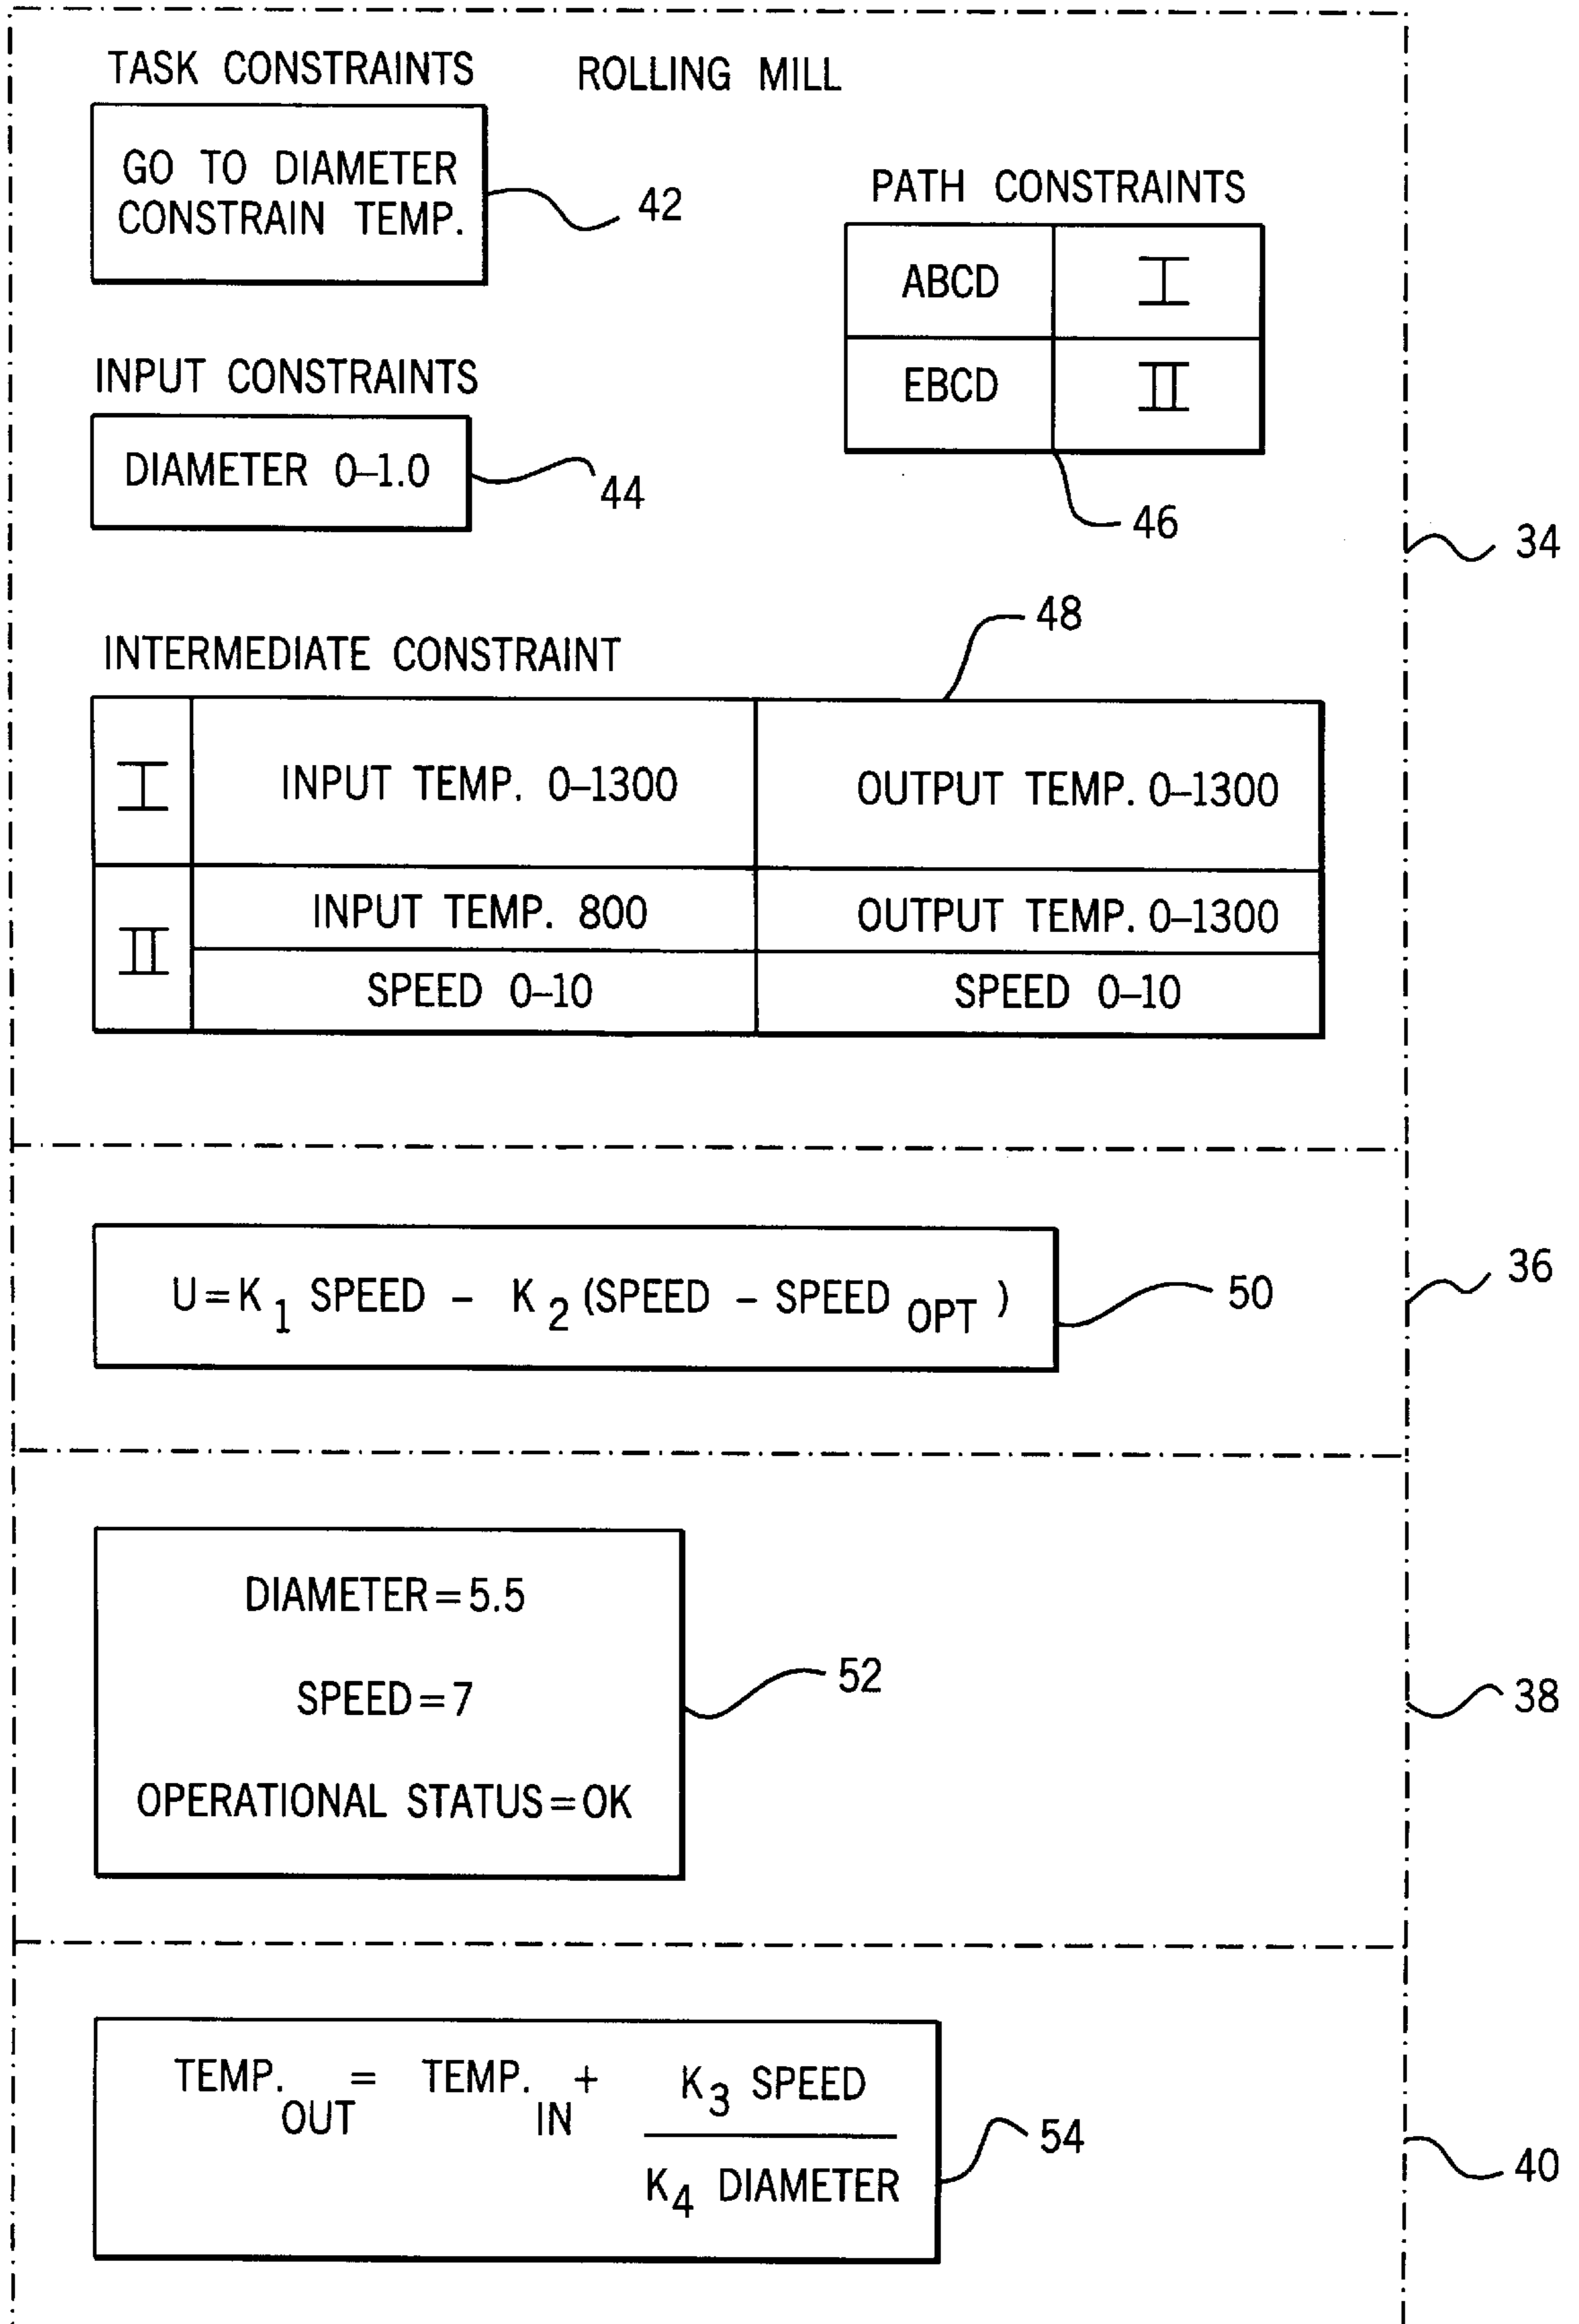 TASK CONSTRAINTS
ROLLING MILL
GO TO DIAMETER
CONSTRAIN TEMP.
42
PATH CONSTRAINTS
ABCD I
EBCD II
46
INPUT CONSTRAINTS
DIAMETER 0–1.0
44
34
48
INTERMEDIATE CONSTRAINT
I INPUT TEMP. 0–1300 OUTPUT TEMP. 0–1300
II INPUT TEMP. 800 OUTPUT TEMP. 0–1300
SPEED 0–10 SPEED 0–10
U=K1 SPEED – K2(SPEED – SPEED OPT)
50
36
DIAMETER=5.5
SPEED=7
OPERATIONAL STATUS=OK
52
38
TEMP.OUT = TEMP.IN + K3 SPEED
K4 DIAMETER
54
40